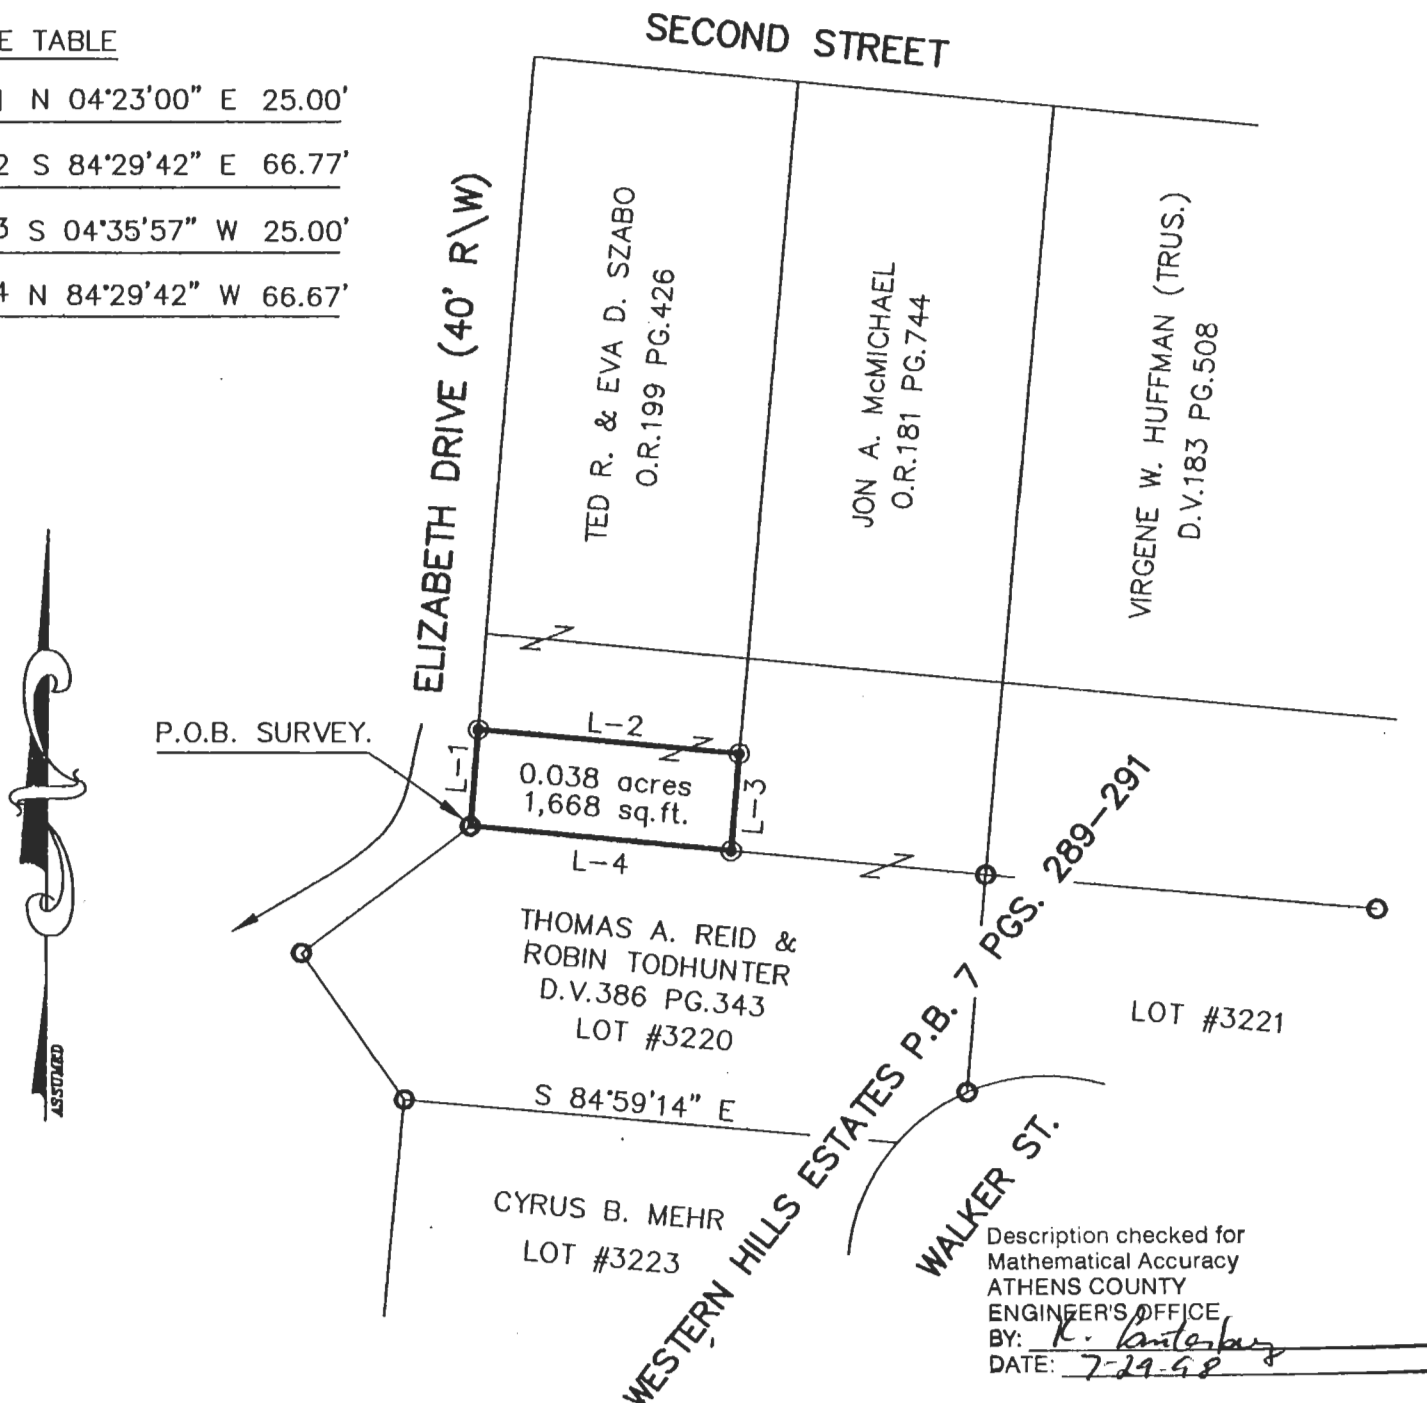 E TABLE
1 N 04°23'00" E 25.00'
2 S 84°29'42" E 66.77'
3 S 04°35'57" W 25.00'
4 N 84°29'42" W 66.67'
SECOND STREET
ELIZABETH DRIVE (40' R\W)
TED R. & EVA D. SZABO
O.R.199 PG.426
JON A. McMICHAEL
O.R.181 PG.744
VIRGENE W. HUFFMAN (TRUS.)
D.V.183 PG.508
P.O.B. SURVEY.
L-1
L-2
L-3
L-4
0.038 acres
1,668 sq.ft.
THOMAS A. REID &
ROBIN TODHUNTER
D.V.386 PG.343
LOT #3220
ASSUMED
S 84°59'14" E
CYRUS B. MEHR
LOT #3223
WESTERN HILLS ESTATES P.B. 7 PGS. 289-291
LOT #3221
WALKER ST.
Description checked for
Mathematical Accuracy
ATHENS COUNTY
ENGINEER'S OFFICE
BY: K. Canterbury
DATE: 7-29-98